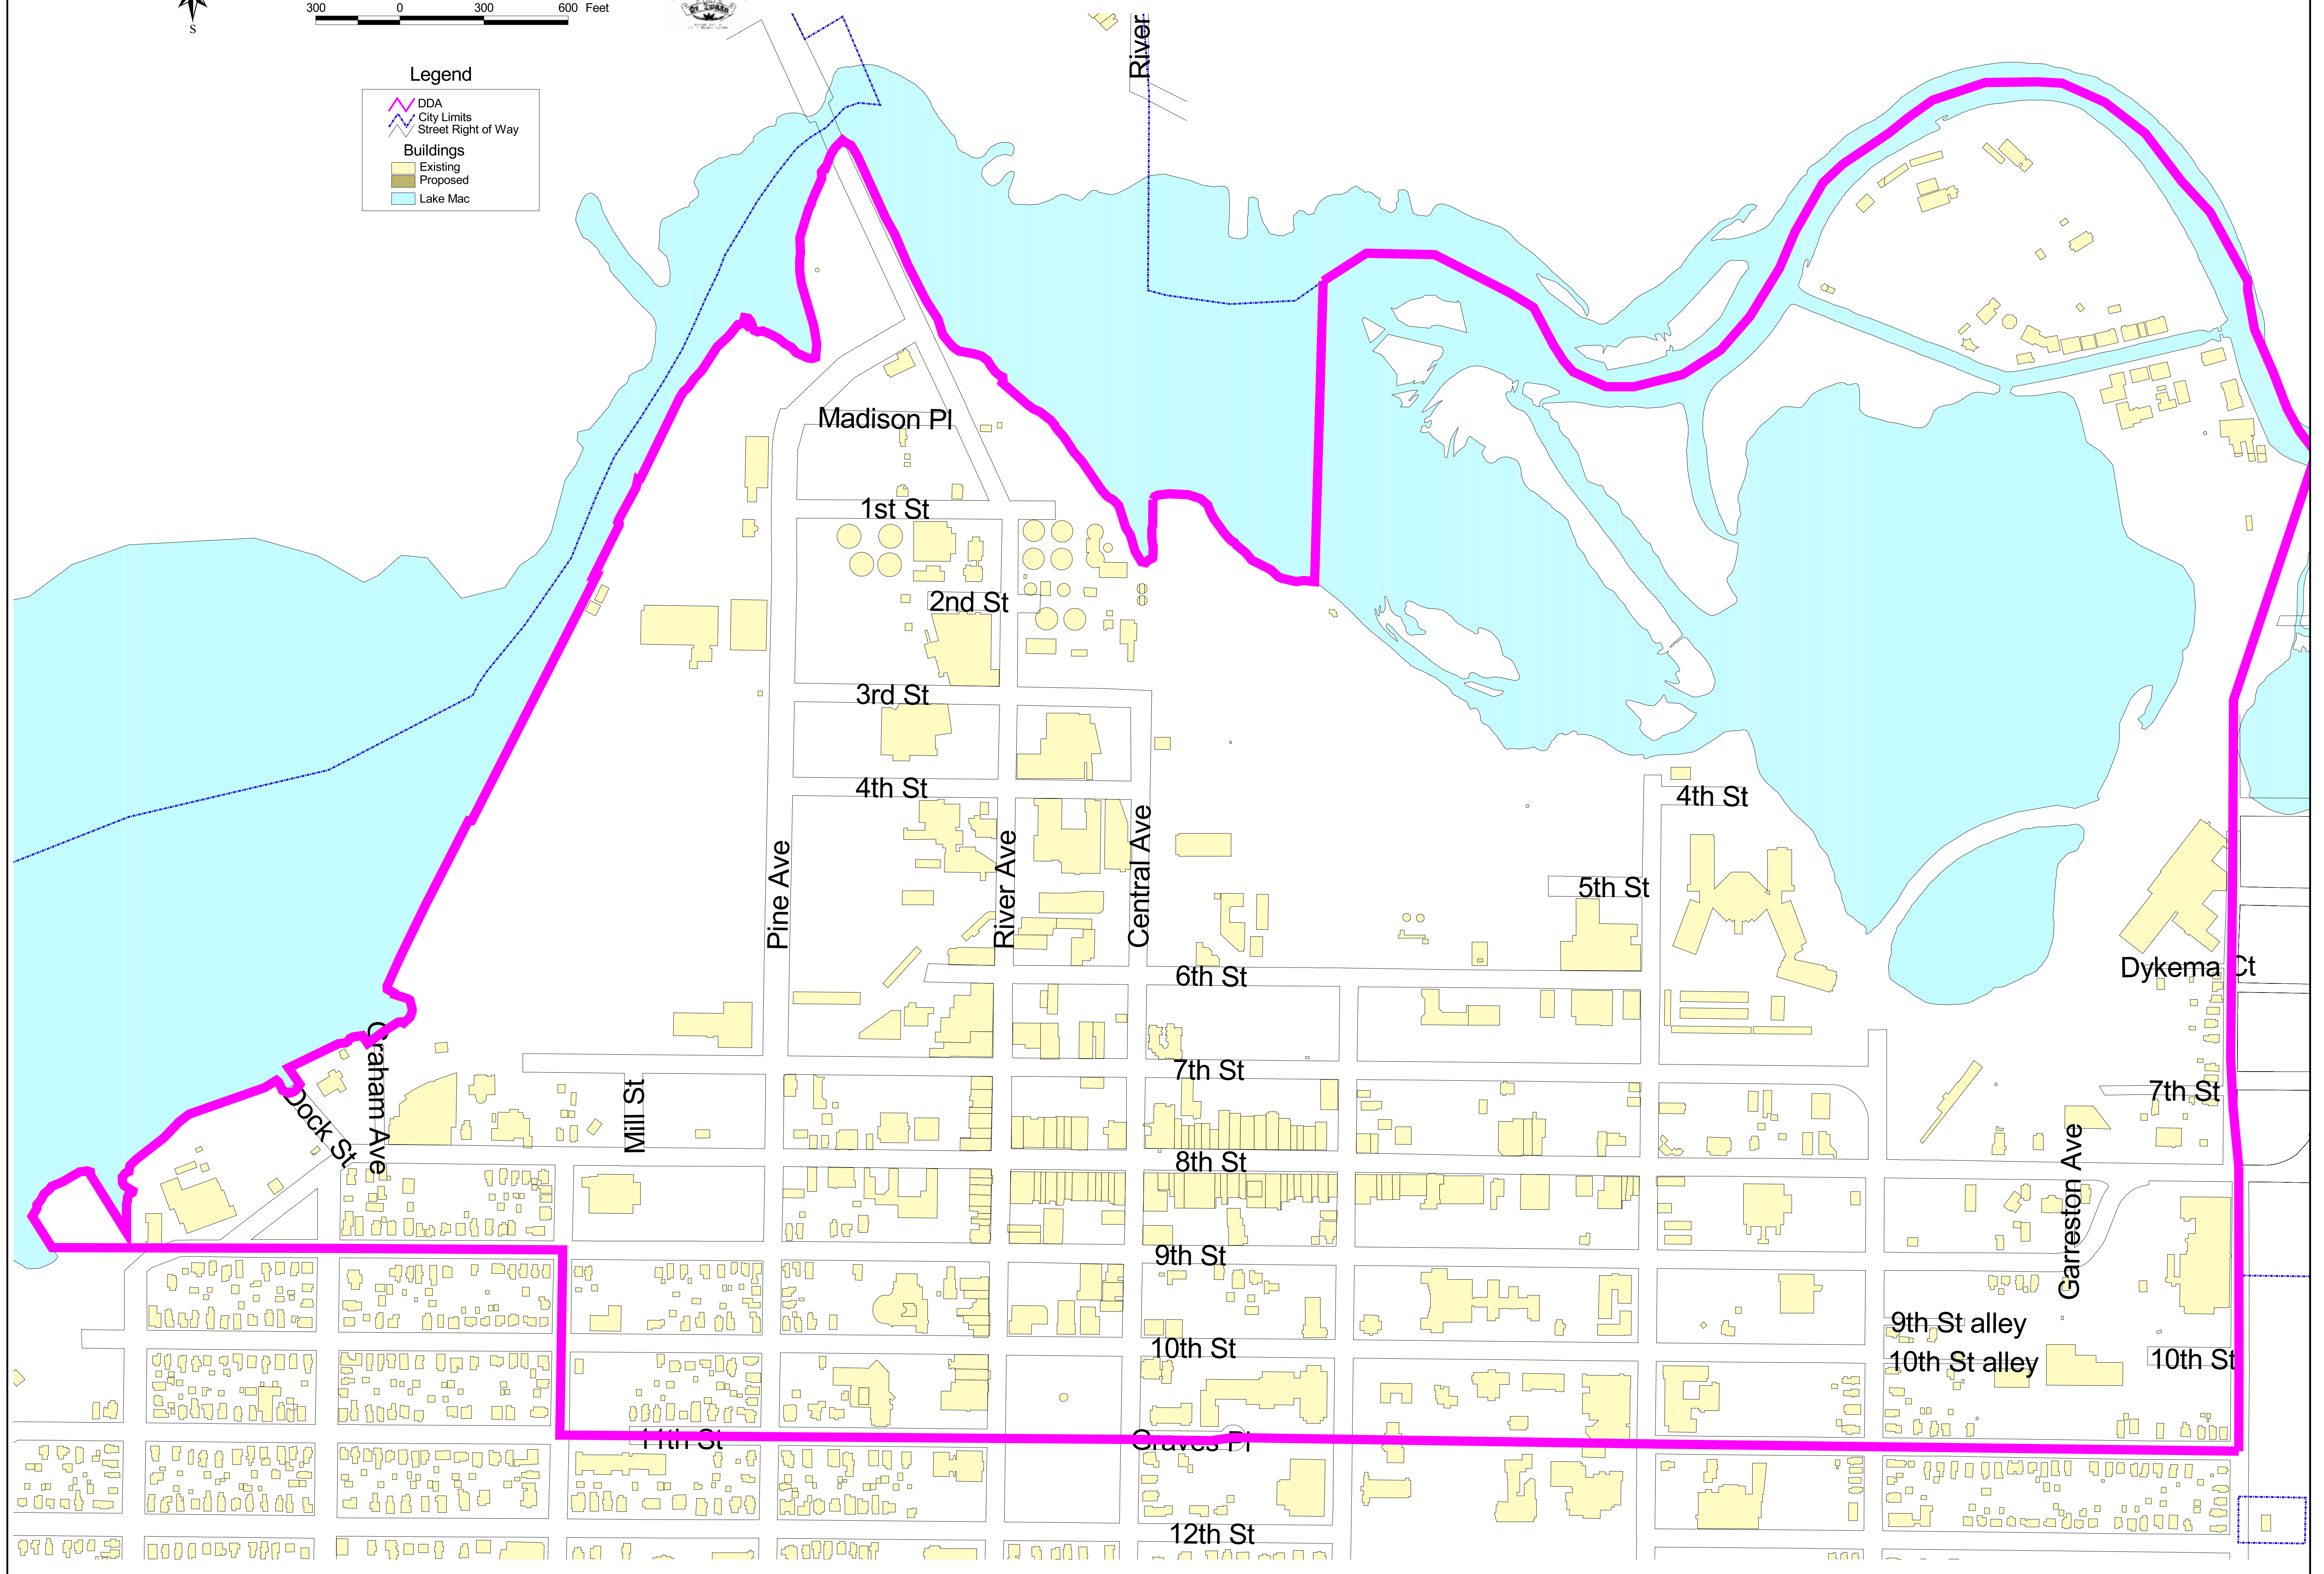 S
300 0 300 600 Feet
De Zwaan
River
Legend
DDA
City Limits
Street Right of Way
Buildings
Existing
Proposed
Lake Mac
Madison Pl
1st St
2nd St
3rd St
4th St
4th St
Pine Ave
River Ave
Central Ave
5th St
6th St
Dykema Ct
Graham Ave
Dock St
Mill St
7th St
7th St
8th St
Garreston Ave
9th St
9th St alley
10th St
10th St alley
10th St
11th St
Graves Pl
12th St